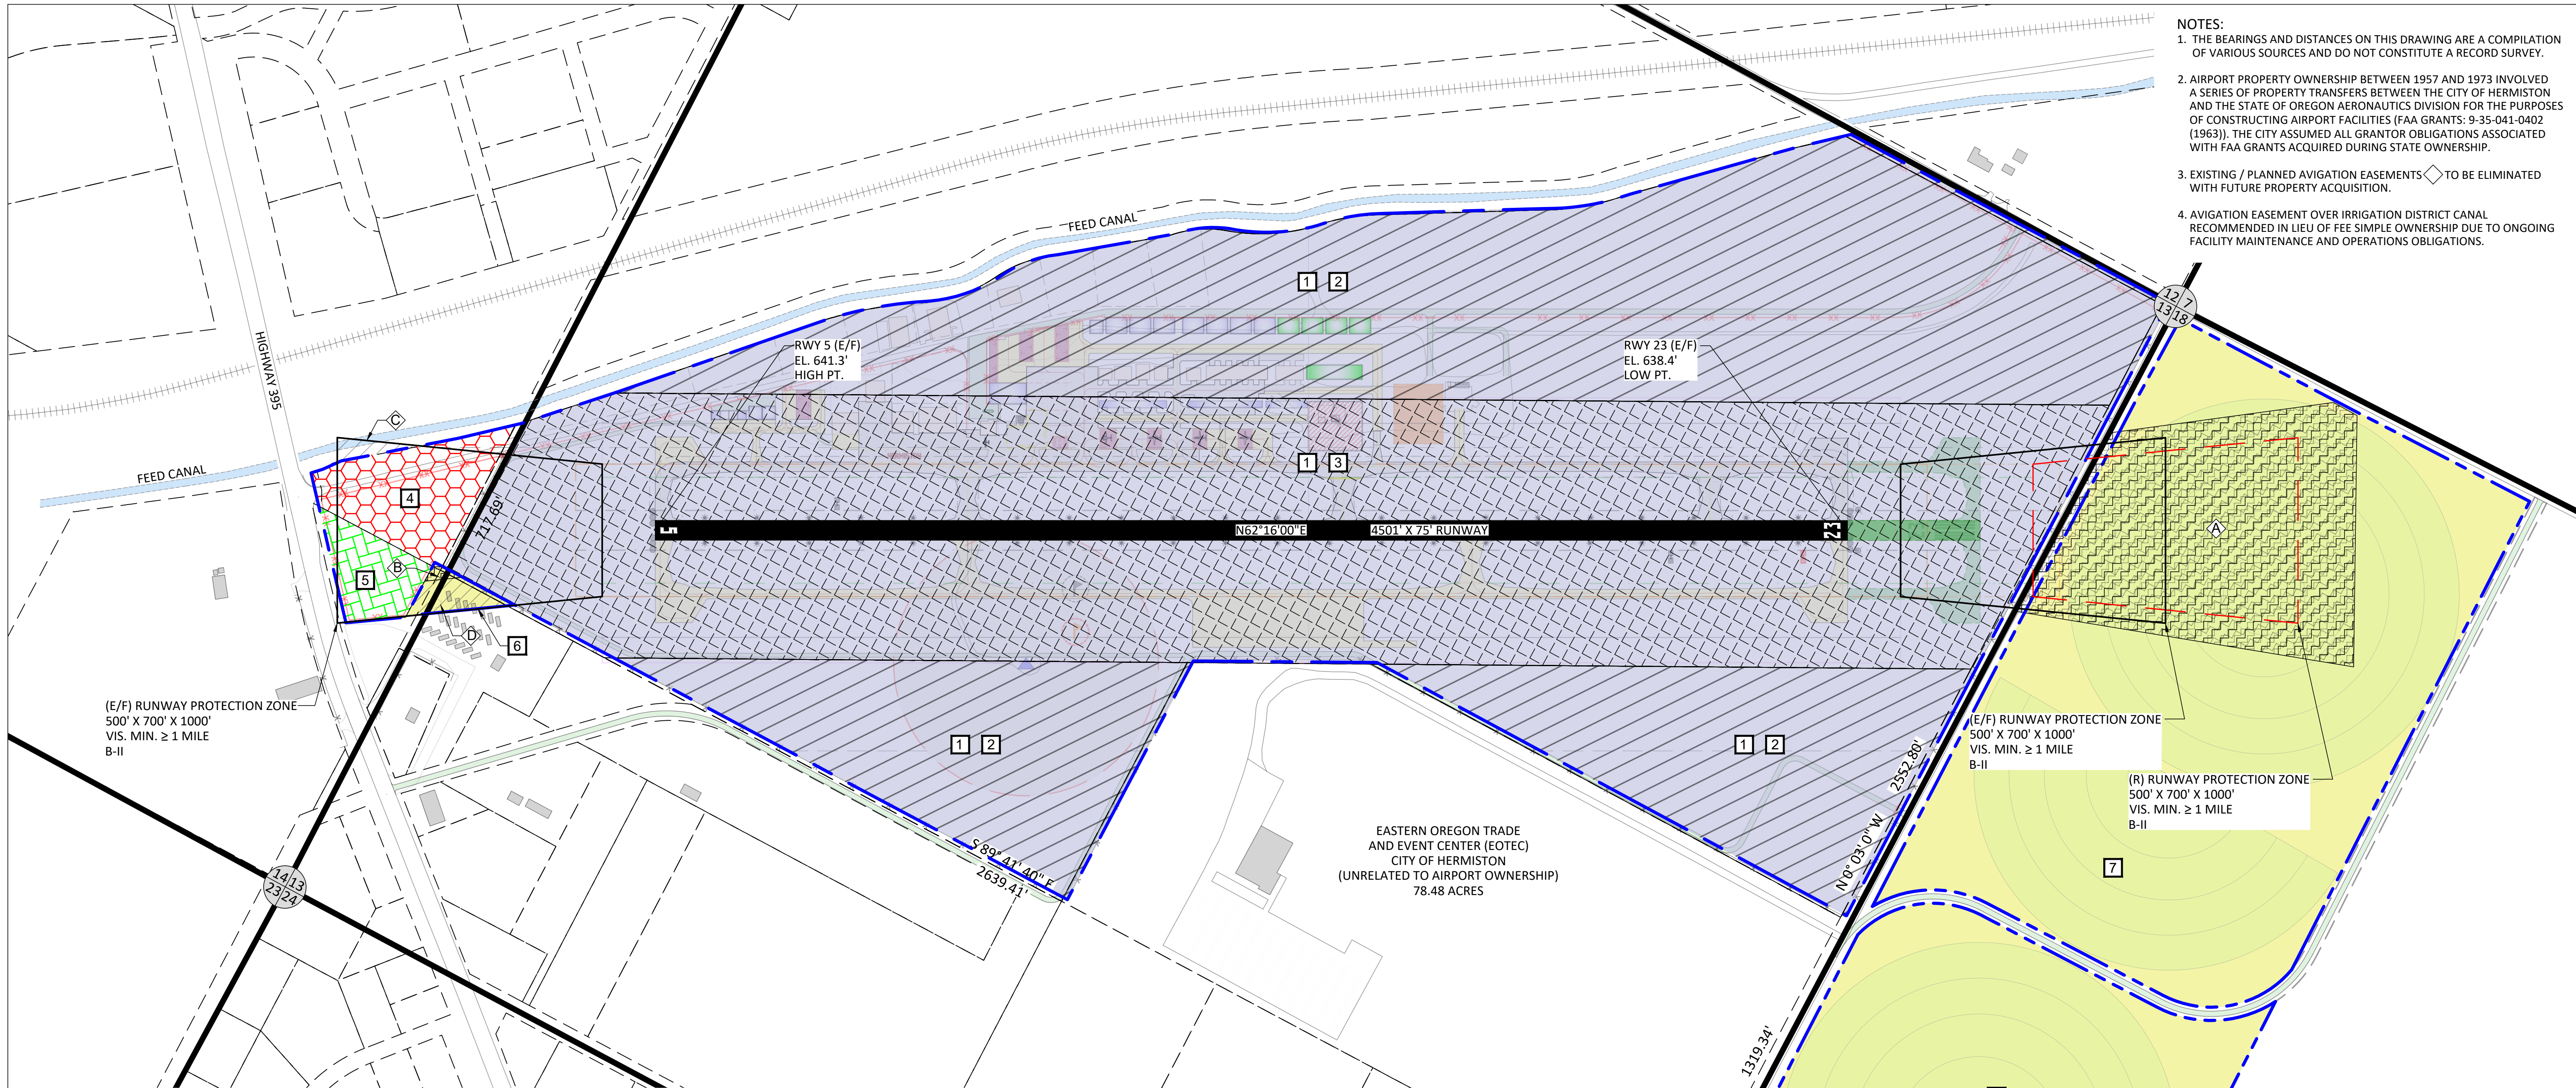 NOTES:
1. THE BEARINGS AND DISTANCES ON THIS DRAWING ARE A COMPILATION
OF VARIOUS SOURCES AND DO NOT CONSTITUTE A RECORD SURVEY.
2. AIRPORT PROPERTY OWNERSHIP BETWEEN 1957 AND 1973 INVOLVED
A SERIES OF PROPERTY TRANSFERS BETWEEN THE CITY OF HERMISTON
AND THE STATE OF OREGON AERONAUTICS DIVISION FOR THE PURPOSES
OF CONSTRUCTING AIRPORT FACILITIES (FAA GRANTS: 9-35-041-0402
(1963)). THE CITY ASSUMED ALL GRANTOR OBLIGATIONS ASSOCIATED
WITH FAA GRANTS ACQUIRED DURING STATE OWNERSHIP.
3. EXISTING / PLANNED AVIGATION EASEMENTS TO BE ELIMINATED
WITH FUTURE PROPERTY ACQUISITION.
4. AVIGATION EASEMENT OVER IRRIGATION DISTRICT CANAL
RECOMMENDED IN LIEU OF FEE SIMPLE OWNERSHIP DUE TO ONGOING
FACILITY MAINTENANCE AND OPERATIONS OBLIGATIONS.
FEED CANAL
1 2
12 7
13 18
HIGHWAY 395
RWY 5 (E/F)
EL. 641.3'
HIGH PT.
RWY 23 (E/F)
EL. 638.4'
LOW PT.
C
FEED CANAL
1 3
4
717.69'
5
N62°16'00"E
4501' X 75' RUNWAY
23
A
B
5
D
6
(E/F) RUNWAY PROTECTION ZONE
500' X 700' X 1000'
VIS. MIN. ≥ 1 MILE
B-II
1 2
1 2
(E/F) RUNWAY PROTECTION ZONE
500' X 700' X 1000'
VIS. MIN. ≥ 1 MILE
B-II
2552.80'
N 0° 03' 0" W
(R) RUNWAY PROTECTION ZONE
500' X 700' X 1000'
VIS. MIN. ≥ 1 MILE
B-II
EASTERN OREGON TRADE
AND EVENT CENTER (EOTEC)
CITY OF HERMISTON
(UNRELATED TO AIRPORT OWNERSHIP)
78.48 ACRES
S 89° 41' 40" E
2639.41'
7
14 13
23 24
1319.34'